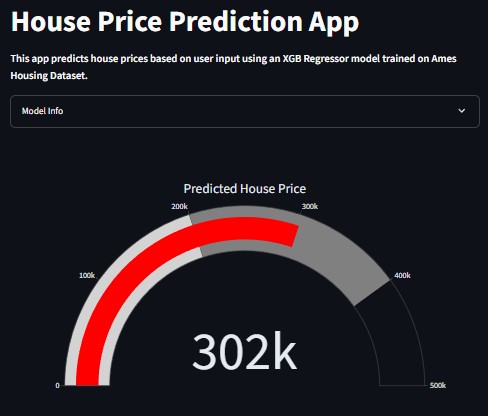 House Price Prediction App
This app predicts house prices based on user input using an XGB Regressor model trained on Ames
Housing Dataset.
Model Info
Predicted House Price
200k
300k
100k
400k
302k
0
500k